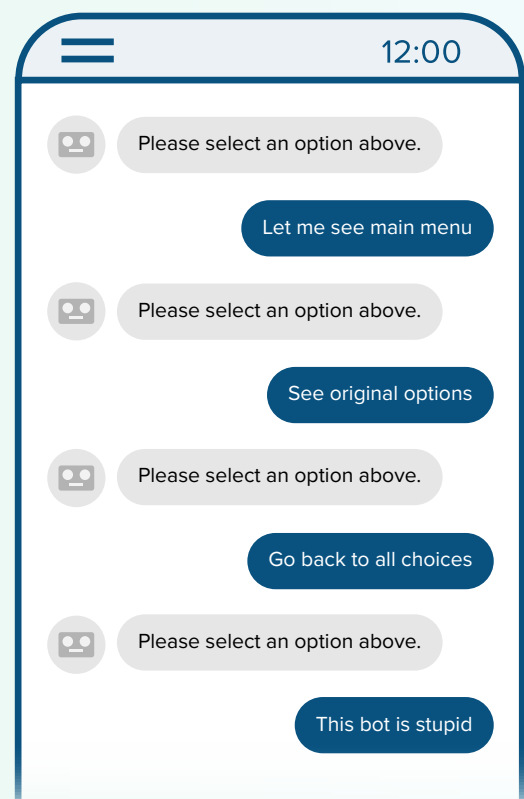 12:00
Please select an option above.
Let me see main menu
Please select an option above.
See original options
Please select an option above.
Go back to all choices
Please select an option above.
This bot is stupid